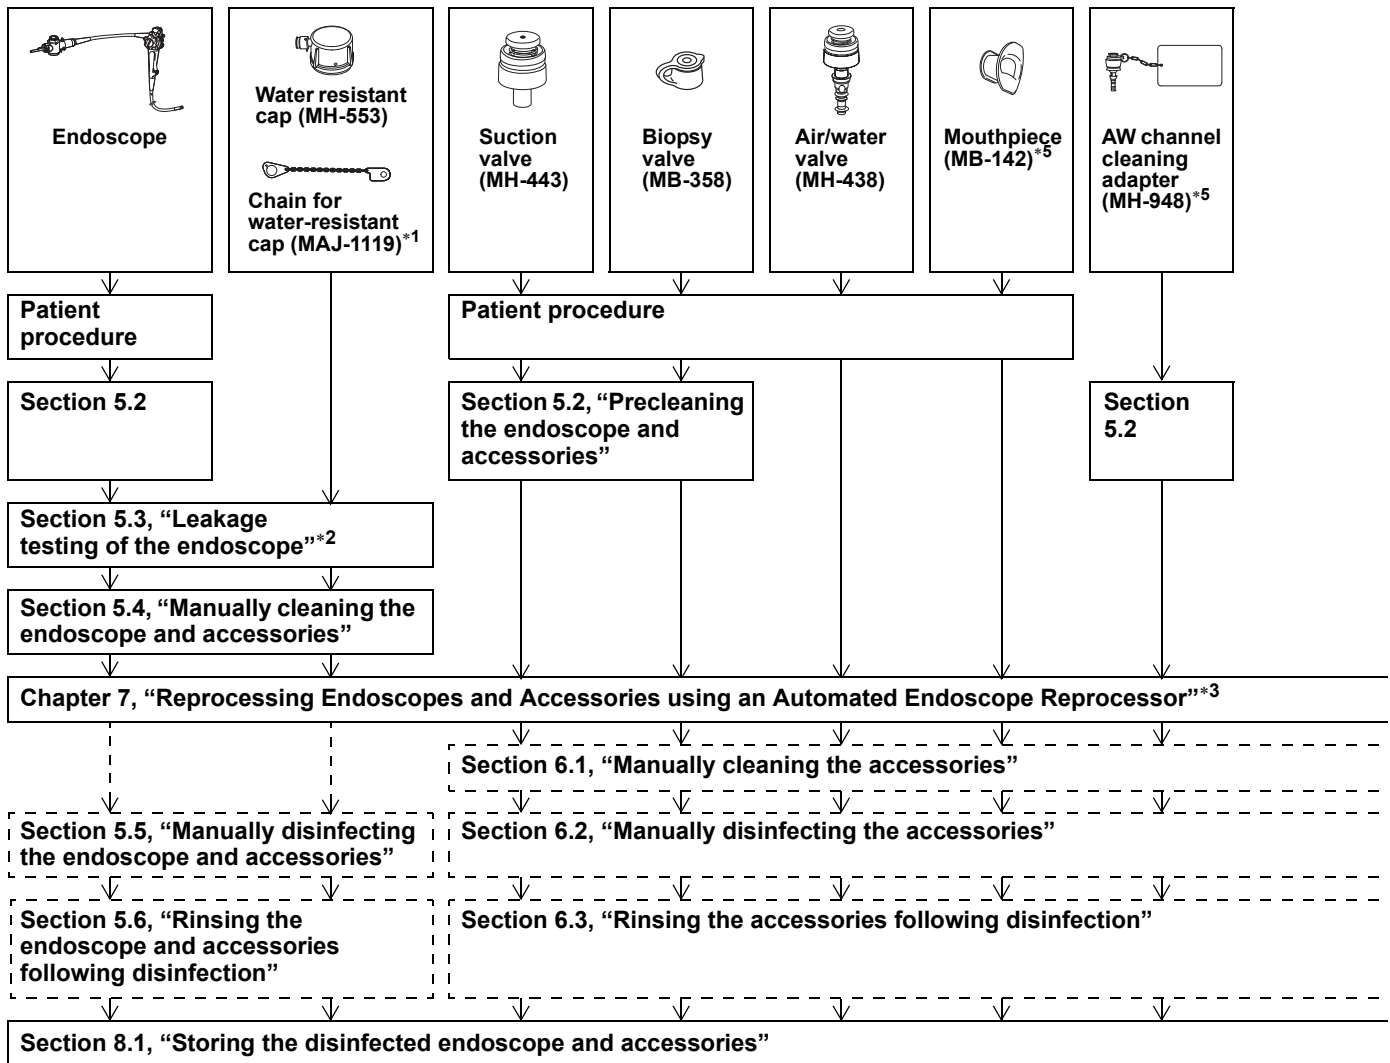 Endoscope
Water resistant
cap (MH-553)
Chain for
water-resistant
cap (MAJ-1119)*1
Suction
valve
(MH-443)
Biopsy
valve
(MB-358)
Air/water
valve
(MH-438)
Mouthpiece
(MB-142)*5
AW channel
cleaning
adapter
(MH-948)*5
Patient
procedure
Patient procedure
Section 5.2
Section 5.2, “Precleaning
the endoscope and
accessories”
Section
5.2
Section 5.3, “Leakage
testing of the endoscope”*2
Section 5.4, “Manually cleaning the
endoscope and accessories”
Chapter 7, “Reprocessing Endoscopes and Accessories using an Automated Endoscope Reprocessor”*3
Section 6.1, “Manually cleaning the accessories”
Section 5.5, “Manually disinfecting
the endoscope and accessories”
Section 6.2, “Manually disinfecting the accessories”
Section 5.6, “Rinsing the
endoscope and accessories
following disinfection”
Section 6.3, “Rinsing the accessories following disinfection”
Section 8.1, “Storing the disinfected endoscope and accessories”